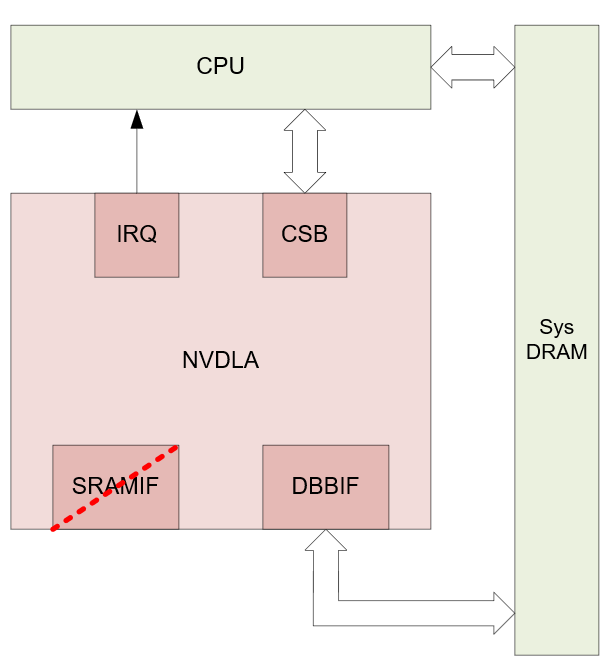 CPU
IRQ
CSB
NVDLA
Sys
DRAM
SRAMIF
DBBIF